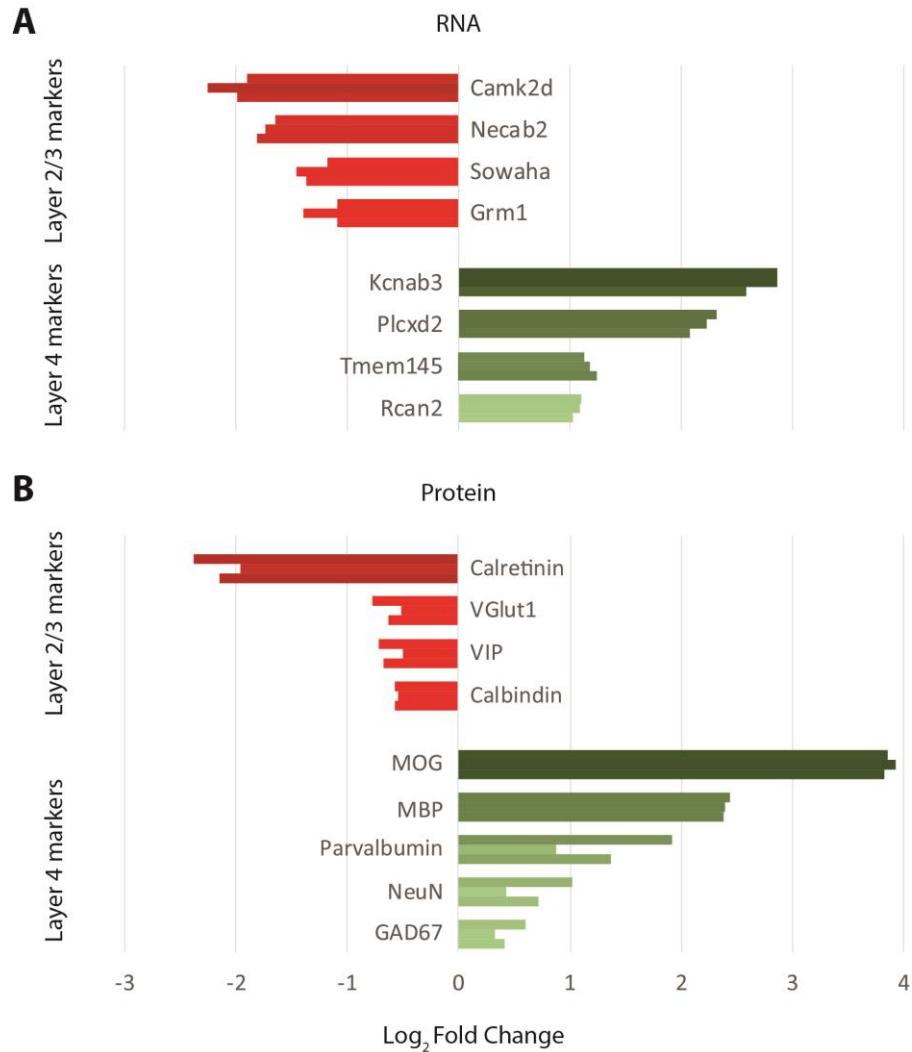 A
RNA
Layer 2/3 markers
Camk2d
Necab2
Sowaha
Grm1
Layer 4 markers
Kcnab3
Plcxd2
Tmem145
Rcan2
B
Protein
Layer 2/3 markers
Calretinin
VGlut1
VIP
Calbindin
Layer 4 markers
MOG
MBP
Parvalbumin
NeuN
GAD67
-3 -2 -1 0 1 2 3 4
Log₂ Fold Change